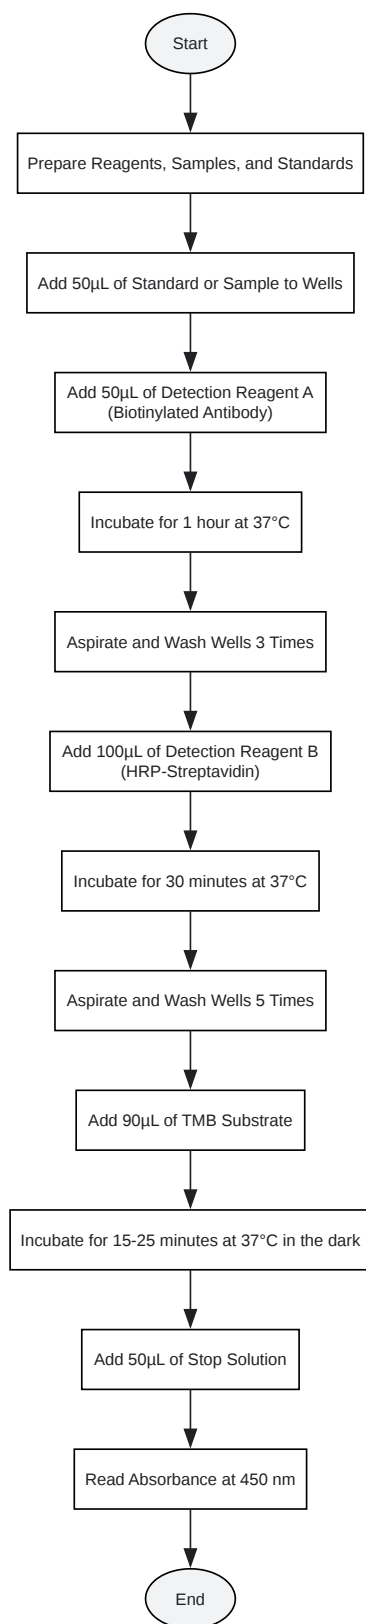 Start
Prepare Reagents, Samples, and Standards
Add 50µL of Standard or Sample to Wells
Add 50µL of Detection Reagent A
(Biotinylated Antibody)
Incubate for 1 hour at 37°C
Aspirate and Wash Wells 3 Times
Add 100µL of Detection Reagent B
(HRP-Streptavidin)
Incubate for 30 minutes at 37°C
Aspirate and Wash Wells 5 Times
Add 90µL of TMB Substrate
Incubate for 15-25 minutes at 37°C in the dark
Add 50µL of Stop Solution
Read Absorbance at 450 nm
End